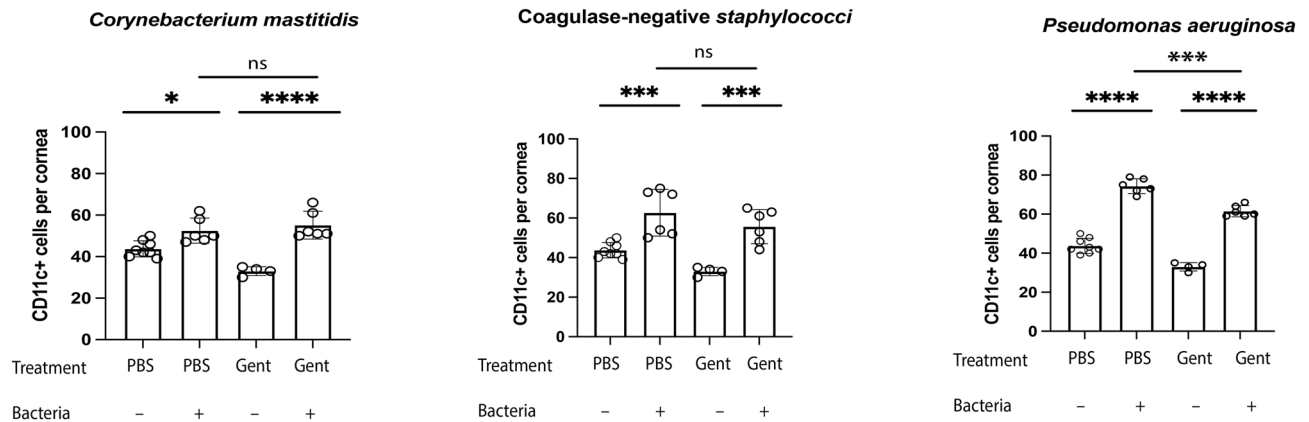 Corynebacterium mastitidis
ns
* ****
CD11c+ cells per cornea
100
80
60
40
20
0
Treatment PBS PBS Gent Gent
Bacteria – + – +
Coagulase-negative staphylococci
ns
*** ***
CD11c+ cells per cornea
100
80
60
40
20
0
Treatment PBS PBS Gent Gent
Bacteria – + – +
Pseudomonas aeruginosa
***
**** ****
CD11c+ cells per cornea
100
80
60
40
20
0
Treatment PBS PBS Gent Gent
Bacteria – + – +